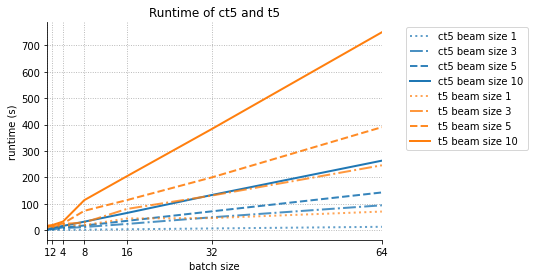 Runtime of ct5 and t5
runtime (s)
700
600
500
400
300
200
100
0
1 2 4 8 16 32 64
batch size
ct5 beam size 1
ct5 beam size 3
ct5 beam size 5
ct5 beam size 10
t5 beam size 1
t5 beam size 3
t5 beam size 5
t5 beam size 10